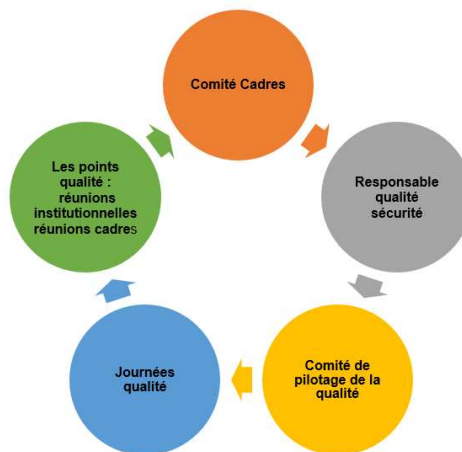 Comité Cadres
Responsable
qualité
sécurité
Comité de
pilotage de la
qualité
Journées
qualité
Les points
qualité :
réunions
institutionnelles
réunions cadres